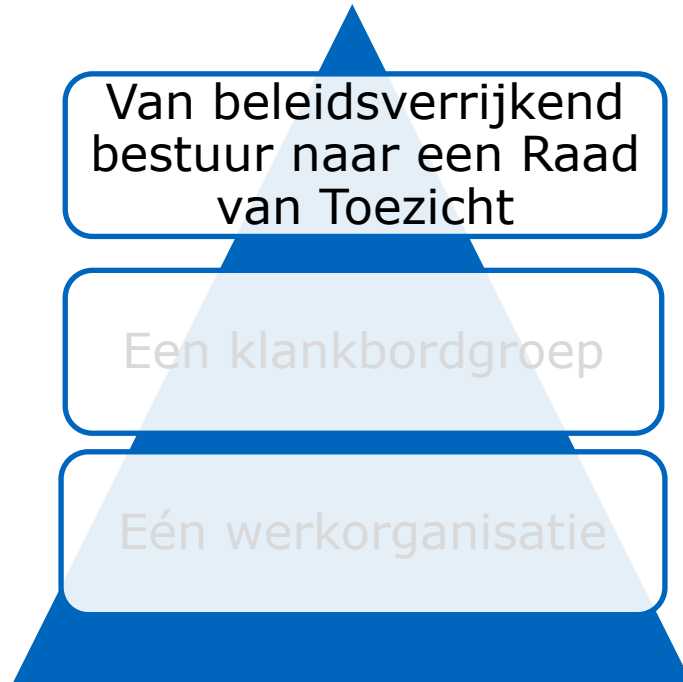 Van beleidsverrijkend
bestuur naar een Raad
van Toezicht
Een klankbordgroep
Eén werkorganisatie